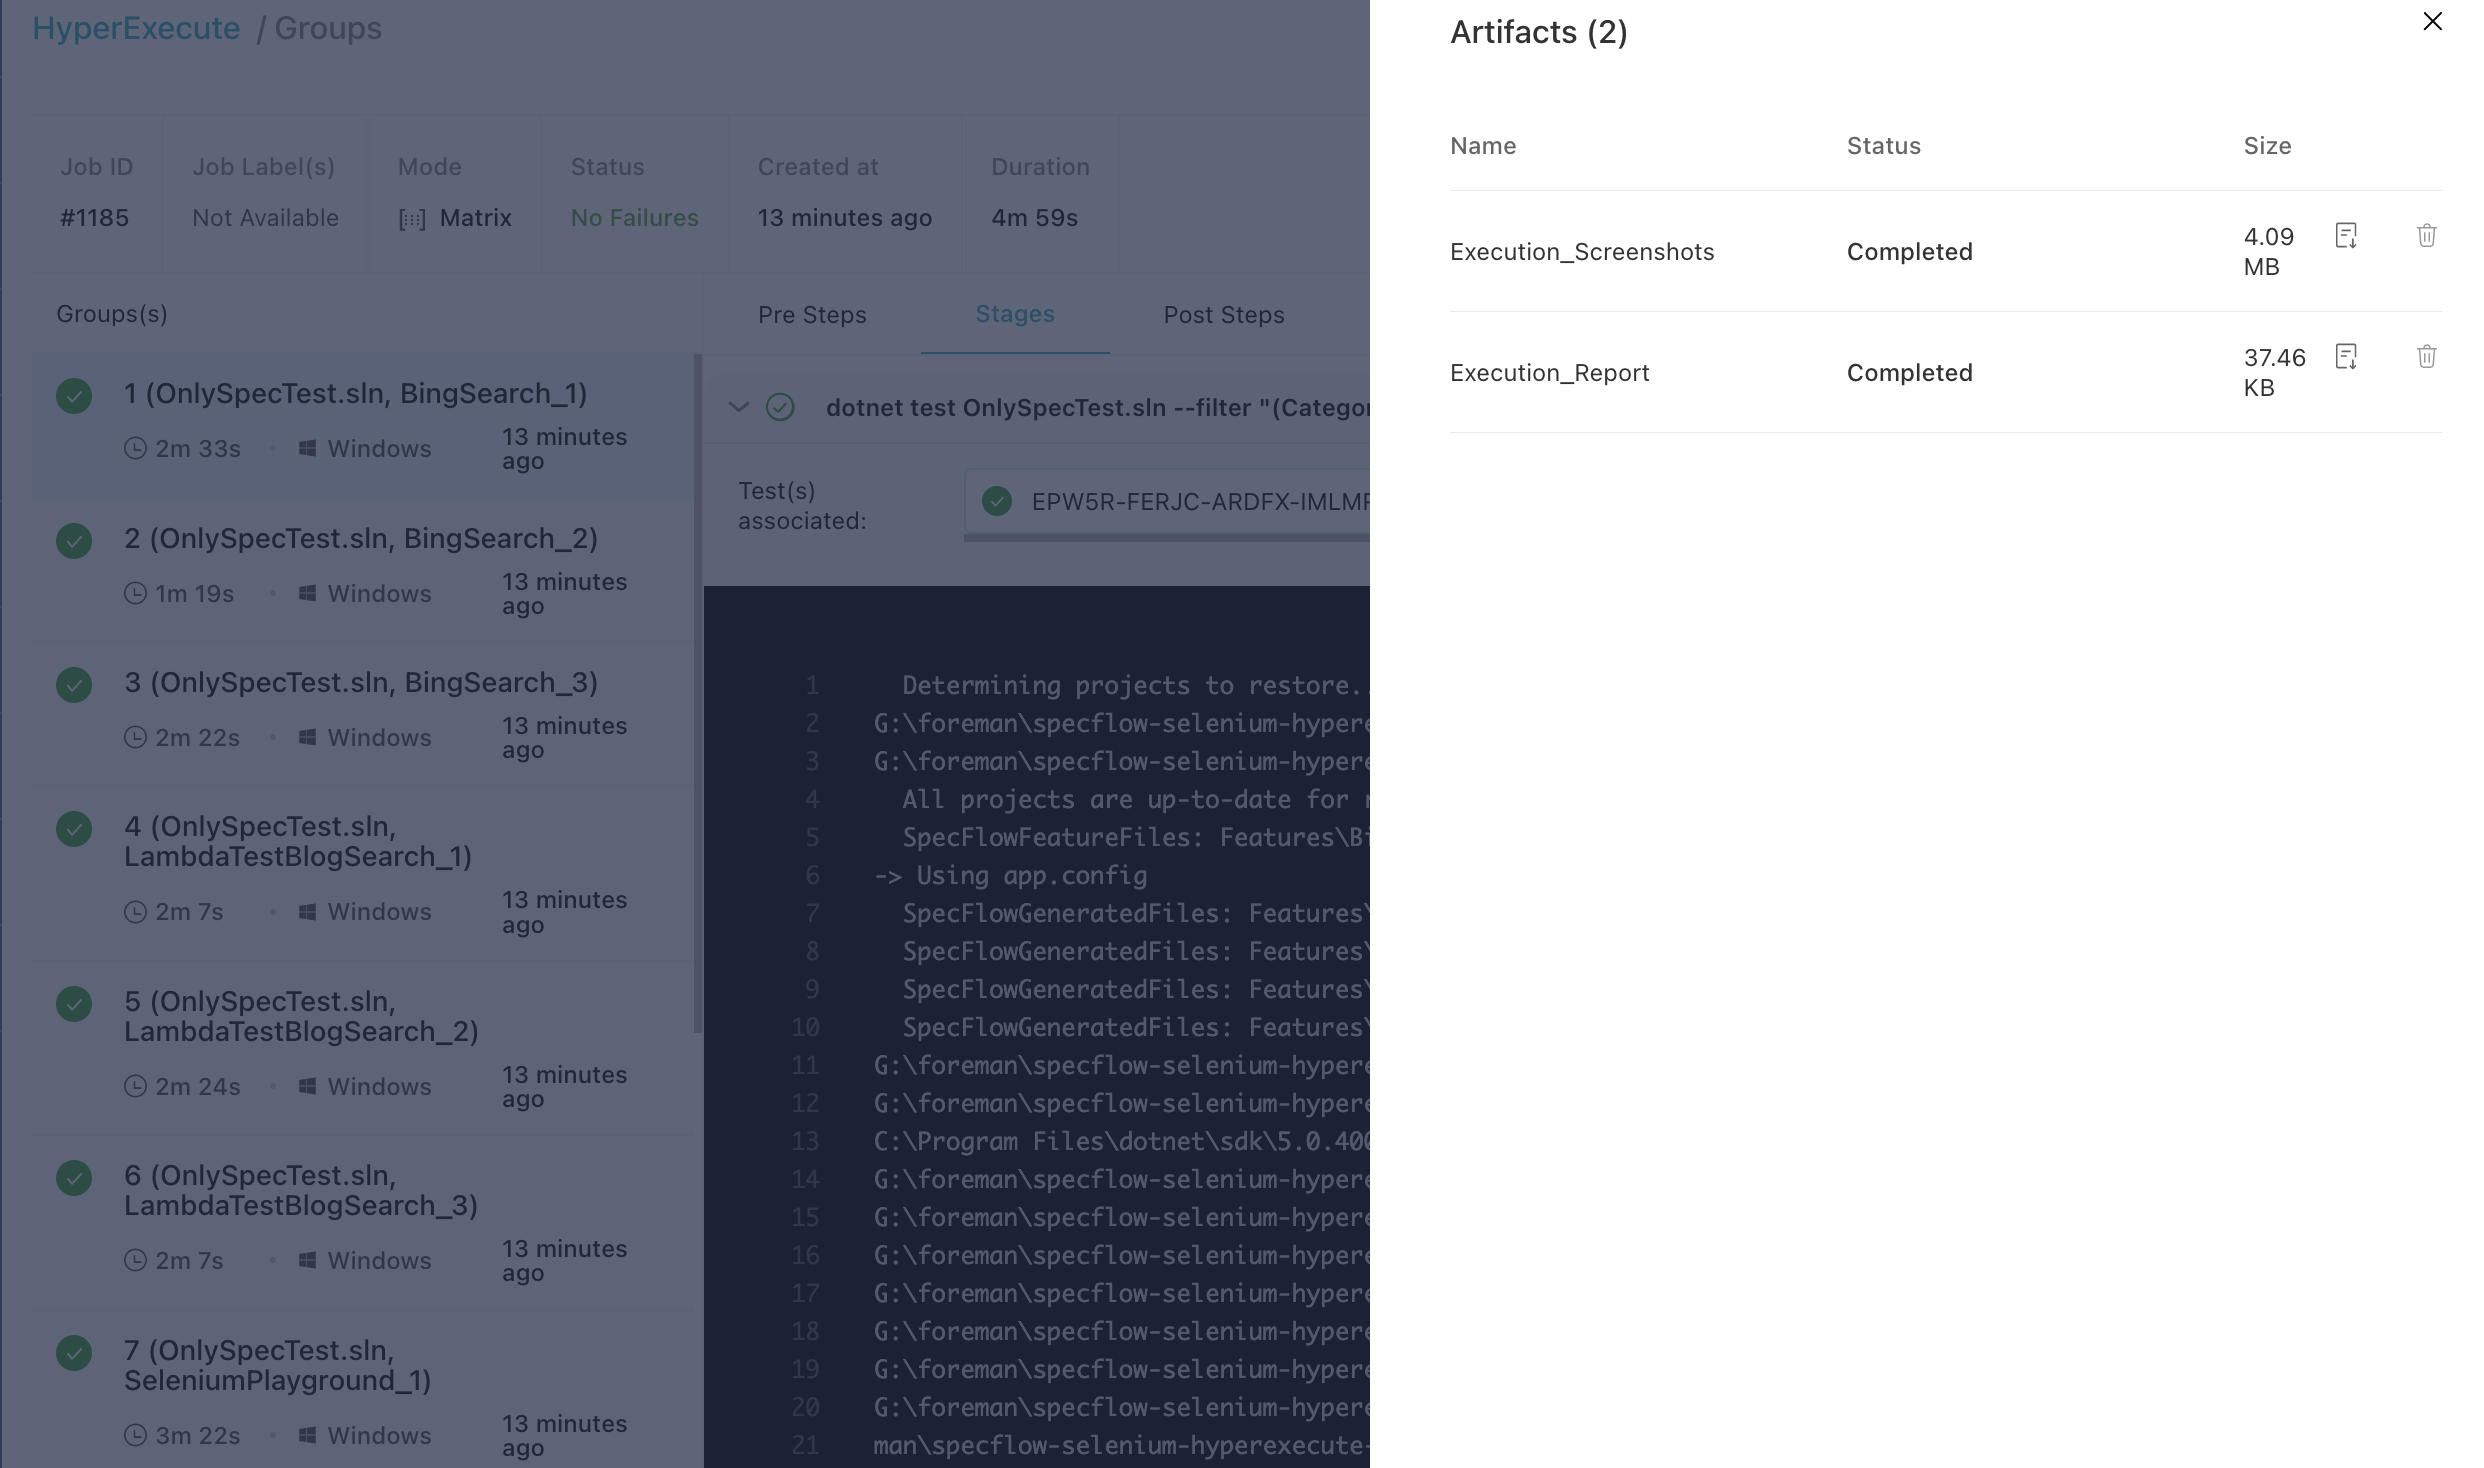 HyperExecute / Groups
Job ID
Job Label(s)
Mode
Status
Created at
Duration
#1185
Not Available
Matrix
No Failures
13 minutes ago
4m 59s
Groups(s)
1 (OnlySpecTest.sln, BingSearch_1)
2m 33s
Windows
13 minutes
ago
2 (OnlySpecTest.sln, BingSearch_2)
1m 19s
Windows
13 minutes
ago
3 (OnlySpecTest.sln, BingSearch_3)
2m 22s
Windows
13 minutes
ago
4 (OnlySpecTest.sln,
LambdaTestBlogSearch_1)
2m 7s
Windows
13 minutes
ago
5 (OnlySpecTest.sln,
LambdaTestBlogSearch_2)
2m 24s
Windows
13 minutes
ago
6 (OnlySpecTest.sln,
LambdaTestBlogSearch_3)
2m 7s
Windows
13 minutes
ago
7 (OnlySpecTest.sln,
SeleniumPlayground_1)
3m 22s
Windows
13 minutes
ago
Pre Steps
Stages
Post Steps
dotnet test OnlySpecTest.sln --filter "(Categor
Test(s)
associated:
EPW5R-FERJC-ARDFX-IMLM
1 Determining projects to restore..
2 G:\foreman\specflow-selenium-hypere
3 G:\foreman\specflow-selenium-hypere
4 All projects are up-to-date for
5 SpecFlowFeatureFiles: Features\Bi
6 -> Using app.config
7 SpecFlowGeneratedFiles: Features\
8 SpecFlowGeneratedFiles: Features\
9 SpecFlowGeneratedFiles: Features\
10 SpecFlowGeneratedFiles: Features\
11 G:\foreman\specflow-selenium-hypere
12 G:\foreman\specflow-selenium-hypere
13 C:\Program Files\dotnet\sdk\5.0.400
14 G:\foreman\specflow-selenium-hypere
15 G:\foreman\specflow-selenium-hypere
16 G:\foreman\specflow-selenium-hypere
17 G:\foreman\specflow-selenium-hypere
18 G:\foreman\specflow-selenium-hypere
19 G:\foreman\specflow-selenium-hypere
20 G:\foreman\specflow-selenium-hypere
21 man\specflow-selenium-hyperexecute-
Artifacts (2)
Name
Status
Size
Execution_Screenshots
Completed
4.09
MB
Execution_Report
Completed
37.46
KB